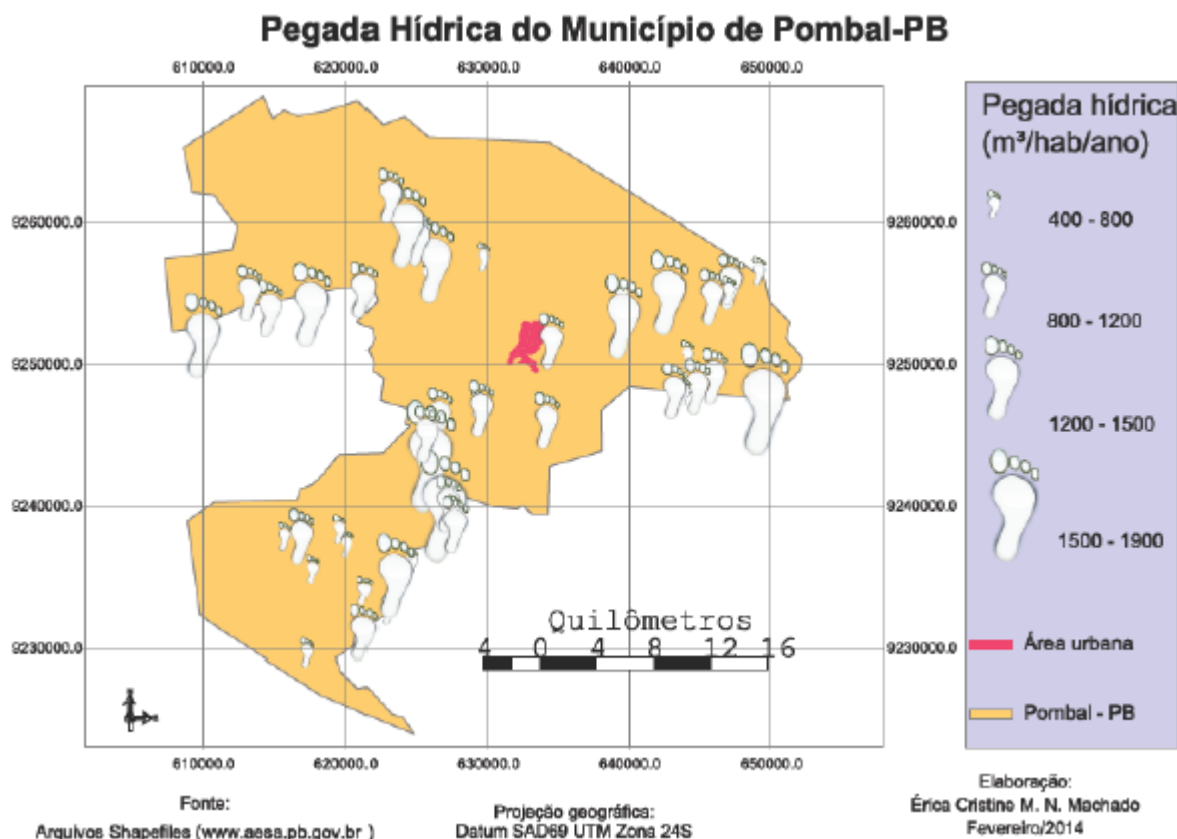 Pegada Hídrica do Município de Pombal-PB
610000.0 620000.0 630000.0 640000.0 650000.0
Pegada hídrica
(m³/hab/ano)
400 - 800
800 - 1200
1200 - 1500
1500 - 1900
9260000.0 9260000.0
9250000.0 9250000.0
9240000.0 9240000.0
9230000.0 9230000.0
Quilômetros
4 0 4 8 12 16
Área urbana
Pombal - PB
610000.0 620000.0 630000.0 640000.0 650000.0
Fonte:
Arquivos Shapefiles (www.aesa.pb.gov.br )
Projeção geográfica:
Datum SAD69 UTM Zona 24S
Elaboração:
Érica Cristine M. N. Machado
Fevereiro/2014